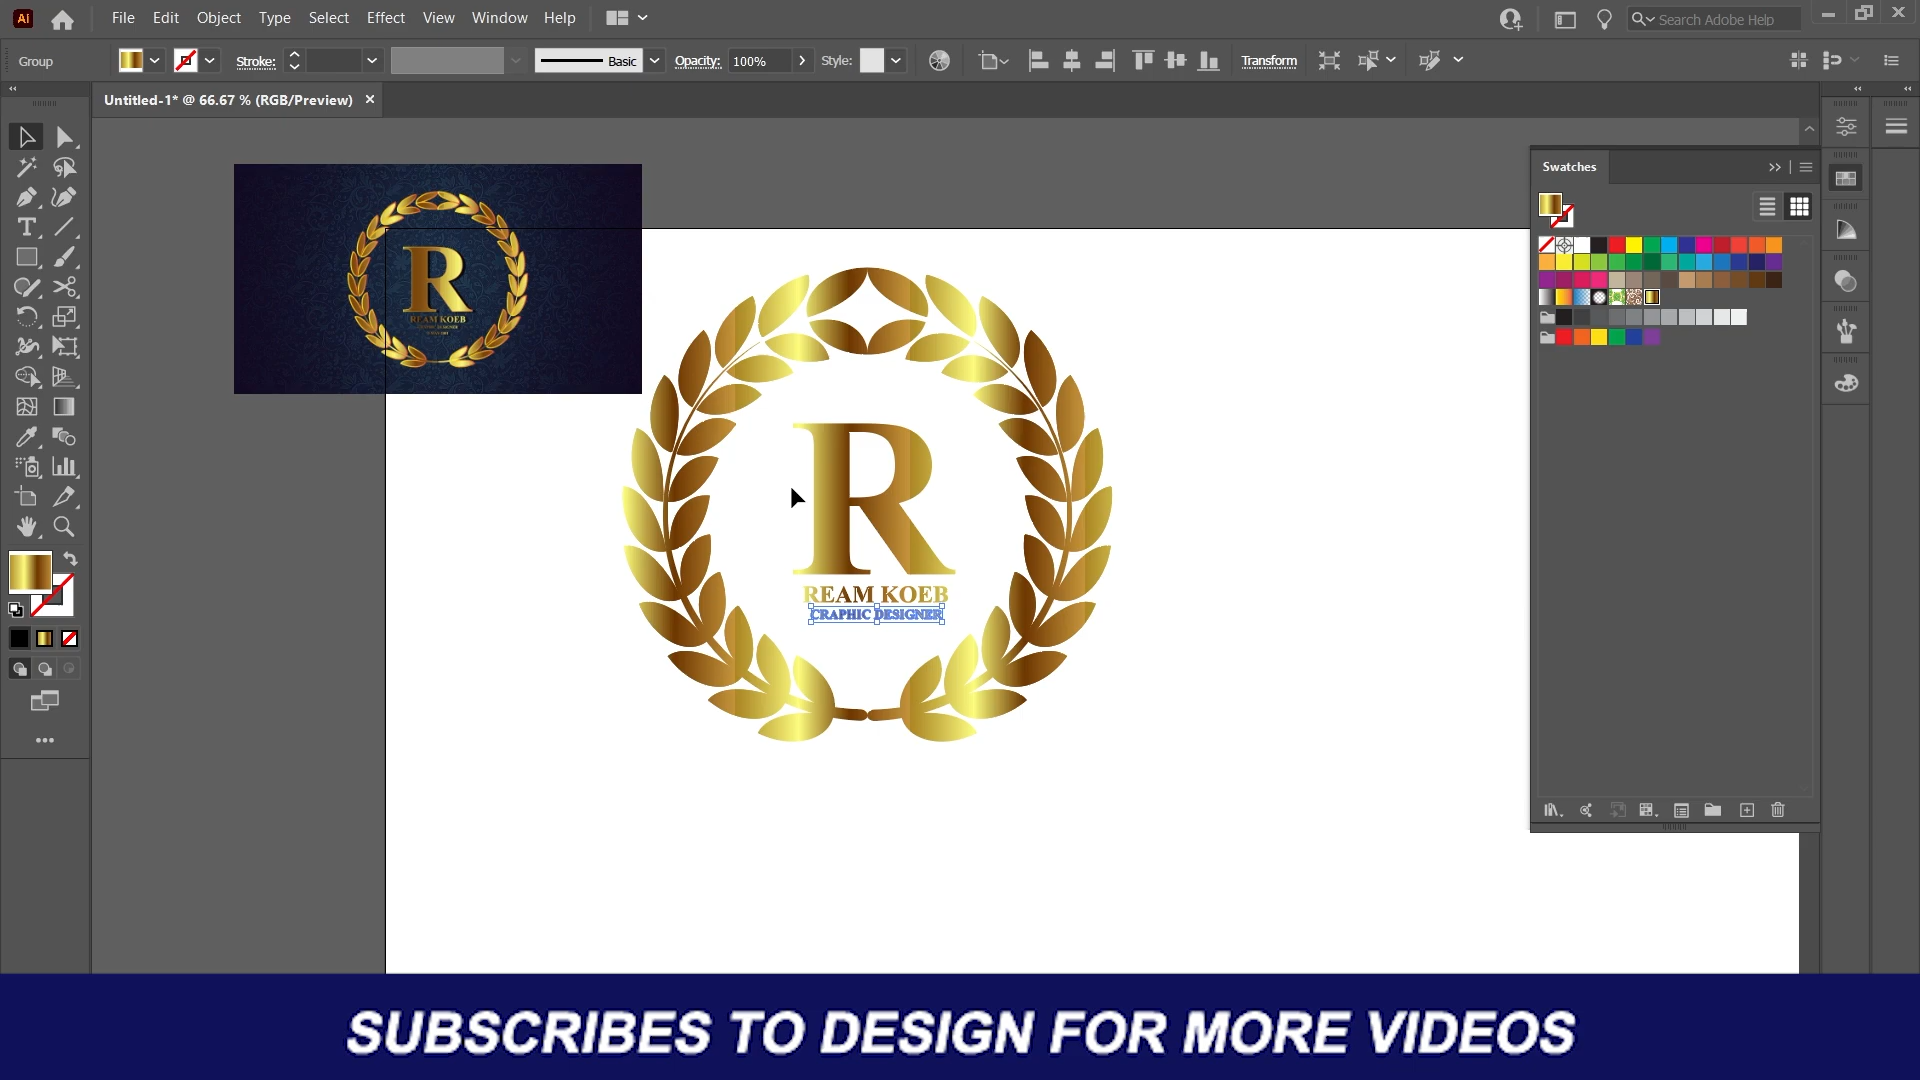 File Edit Object Type Select Effect View Window Help
Search Adobe Help
Group Stroke: Basic Opacity: 100% Style: Transform
Untitled-1* @ 66.67 % (RGB/Preview)
Swatches
R
REAM KOEB
R
REAM KOEB
CRAPHIC DESIGNER
SUBSCRIBES TO DESIGN FOR MORE VIDEOS